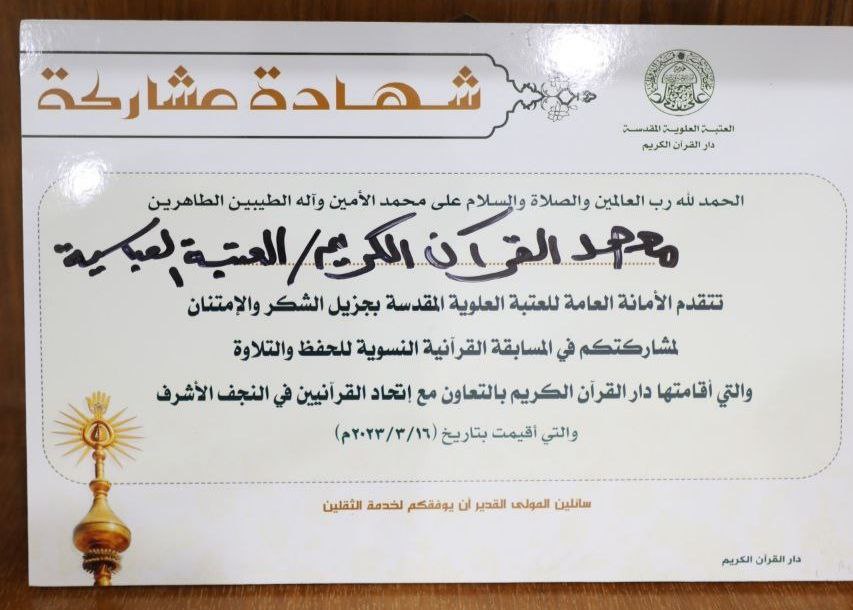 شهادة مشاركة
العتبة العلوية المقدسة
دار القرآن الكريم
الحمد لله رب العالمين والصلاة والسلام على محمد الأمين وآله الطيبين الطاهرين
معهد القرآن الكريم/ العتبة العباسية
تتقدم الأمانة العامة للعتبة العلوية المقدسة بجزيل الشكر والإمتنان
لمشاركتكم في المسابقة القرآنية النسوية للحفظ والتلاوة
والتي أقامتها دار القرآن الكريم بالتعاون مع إتحاد القرآنيين في النجف الأشرف
والتي أقيمت بتاريخ (٢٠٢٣/٣/١٦م)
سائلين المولى القدير أن يوفقكم لخدمة الثقلين
دار القرآن الكريم